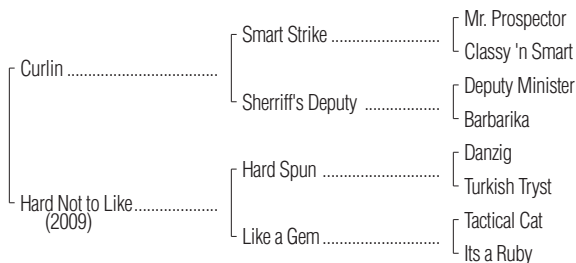 Mr. Prospector
Smart Strike ........................
Classy 'n Smart
Curlin .................................
Deputy Minister
Sherriff's Deputy ................
Barbarika
Danzig
Hard Spun ..........................
Turkish Tryst
Hard Not to Like..................
(2009)
Tactical Cat
Like a Gem..........................
Its a Ruby